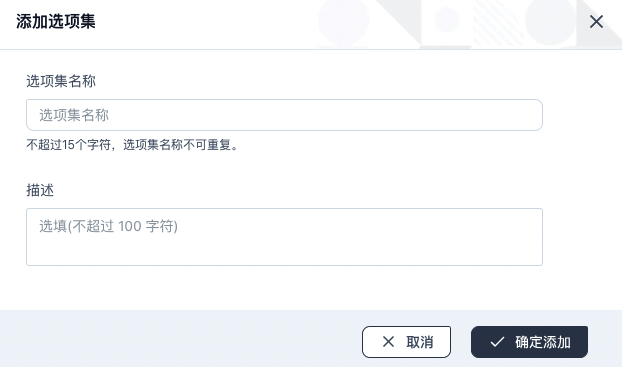 添加选项集
选项集名称
选项集名称
不超过15个字符，选项集名称不可重复。
描述
选填(不超过 100 字符)
取消
确定添加